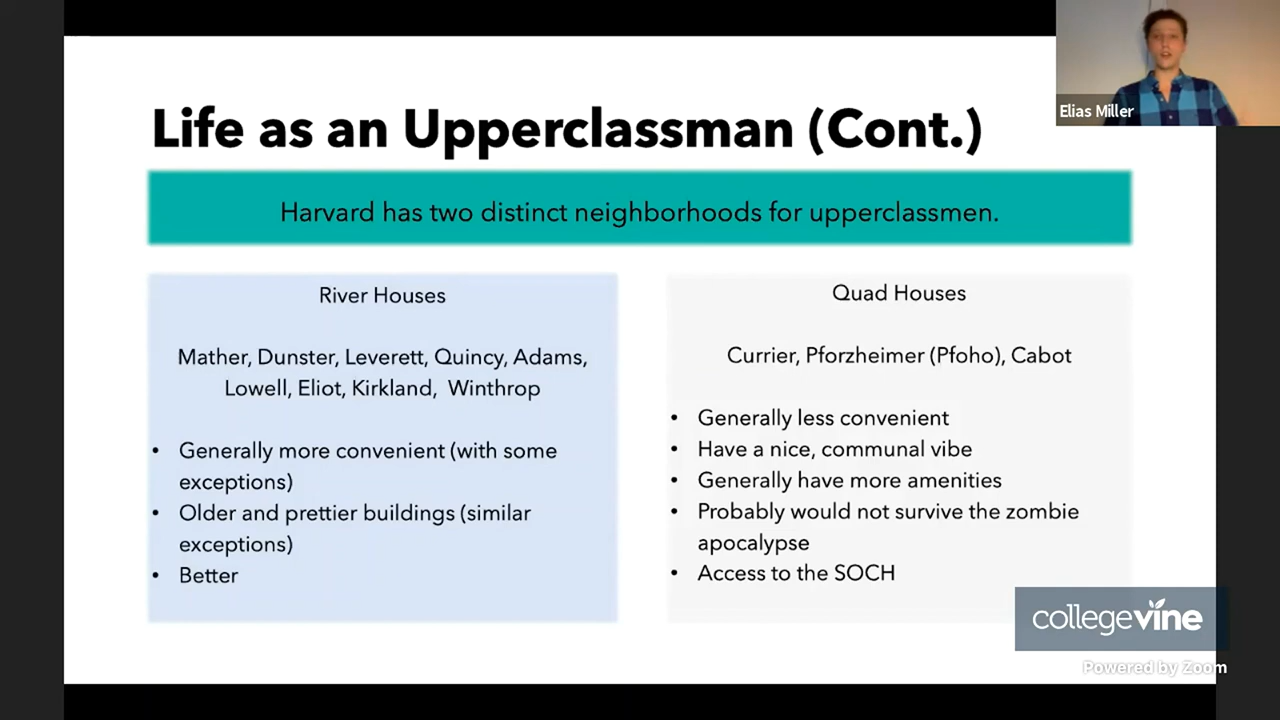 Life as an Upperclassman (Cont.)
Elias Miller
Harvard has two distinct neighborhoods for upperclassmen.
River Houses
Mather, Dunster, Leverett, Quincy, Adams,
Lowell, Eliot, Kirkland, Winthrop
• Generally more convenient (with some
exceptions)
• Older and prettier buildings (similar
exceptions)
• Better
Quad Houses
Currier, Pforzheimer (Pfoho), Cabot
• Generally less convenient
• Have a nice, communal vibe
• Generally have more amenities
• Probably would not survive the zombie
apocalypse
• Access to the SOCH
collegevine
Powered by Zoom